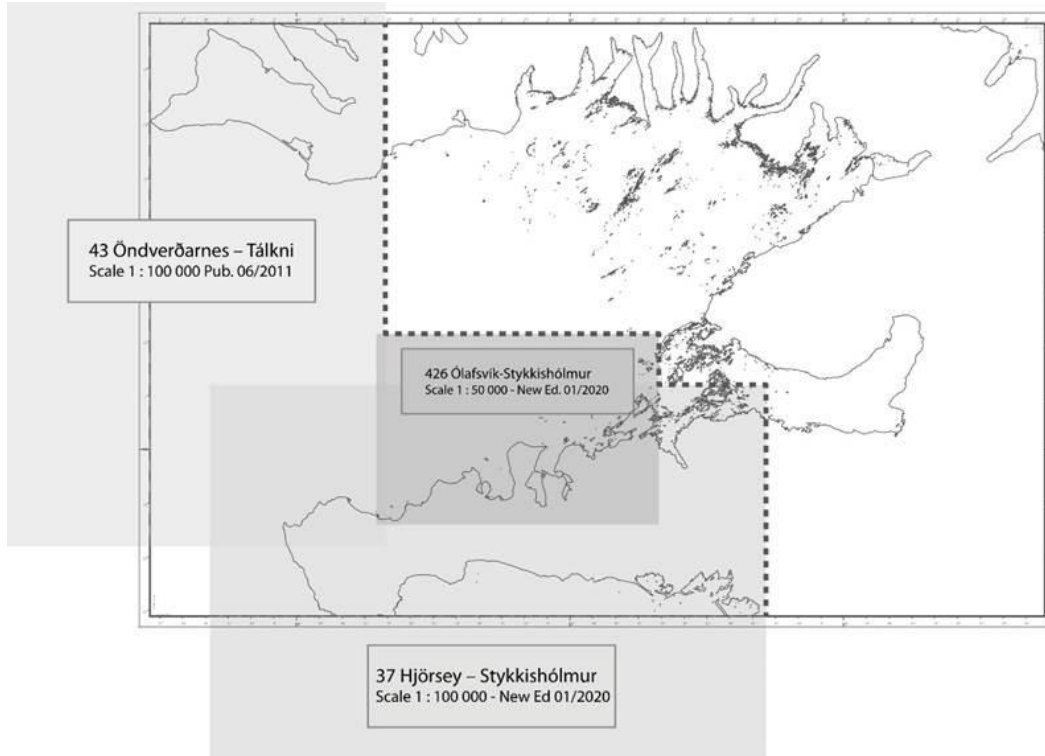 43 Öndverðarnes – Tálkni
Scale 1 : 100 000 Pub. 06/2011
426 Ólafsvík-Stykkishólmur
Scale 1 : 50 000 - New Ed. 01/2020
37 Hjörsey – Stykkishólmur
Scale 1 : 100 000 - New Ed 01/2020